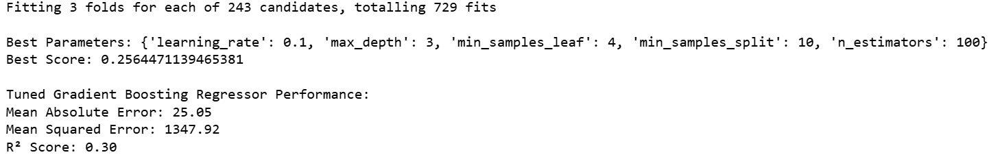 Fitting 3 folds for each of 243 candidates, totalling 729 fits
Best Parameters: {'learning_rate': 0.1, 'max_depth': 3, 'min_samples_leaf': 4, 'min_samples_split': 10, 'n_estimators': 100}
Best Score: 0.2564471139465381
Tuned Gradient Boosting Regressor Performance:
Mean Absolute Error: 25.05
Mean Squared Error: 1347.92
R² Score: 0.30